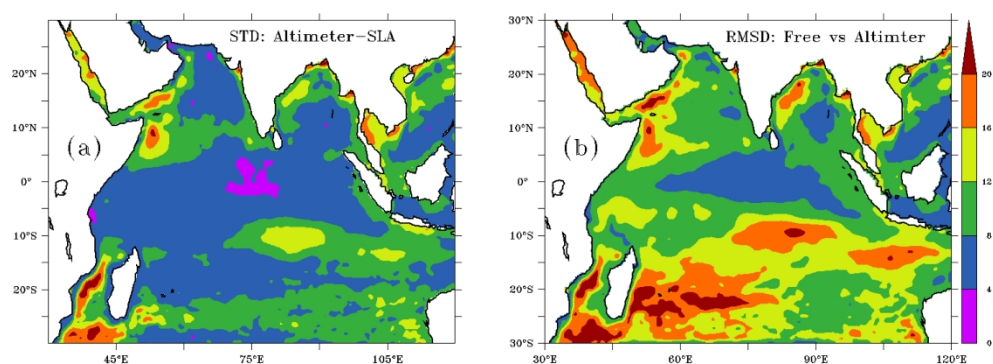 STD: Altimeter-SLA
(a)
20°N
10°N
0°
10°S
20°S
45°E
75°E
105°E
RMSD: Free vs Altimter
(b)
30°N
20°N
10°N
0°
10°S
20°S
30°S
30°E
60°E
90°E
120°E
20
16
12
8
4
0